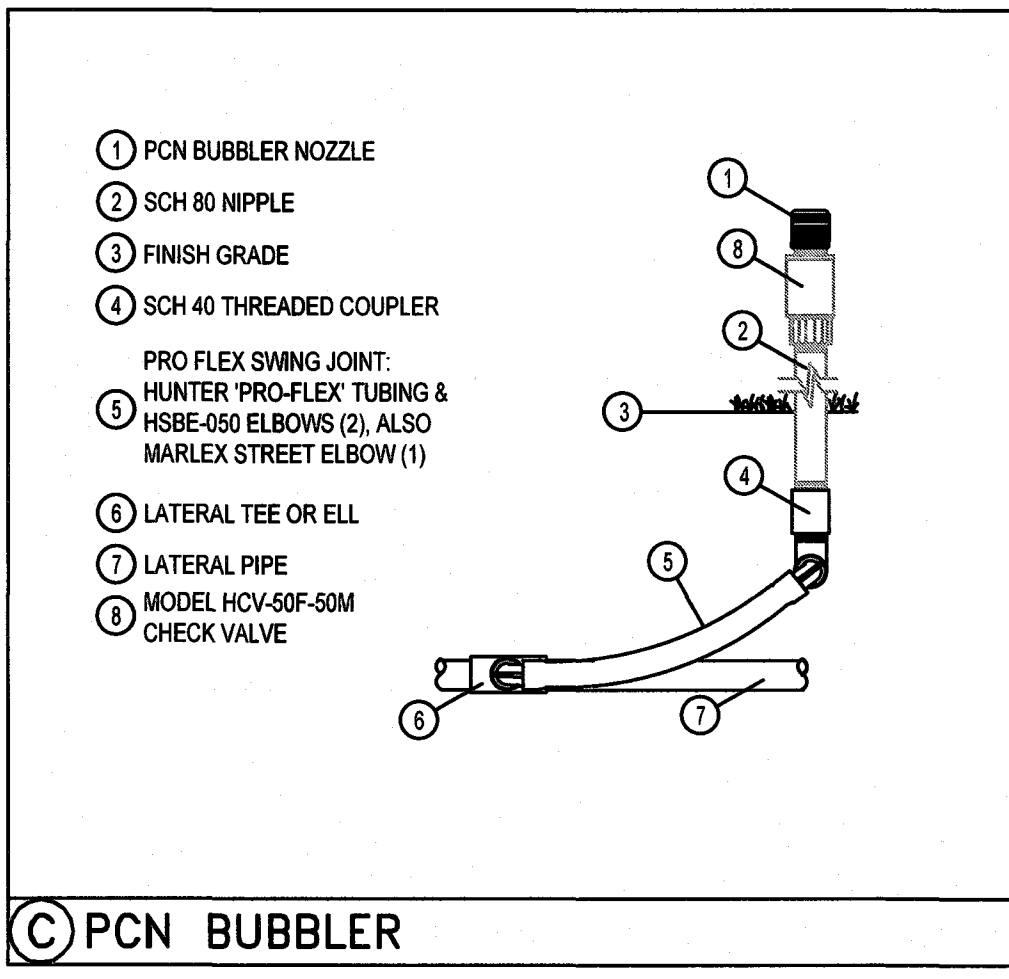 1 PCN BUBBLER NOZZLE
2 SCH 80 NIPPLE
3 FINISH GRADE
4 SCH 40 THREADED COUPLER
PRO FLEX SWING JOINT:
5 HUNTER 'PRO-FLEX' TUBING &
HSBE-050 ELBOWS (2), ALSO
MARLEX STREET ELBOW (1)
6 LATERAL TEE OR ELL
7 LATERAL PIPE
8 MODEL HCV-50F-50M
CHECK VALVE
1
8
2
3
4
5
6
7
C PCN BUBBLER